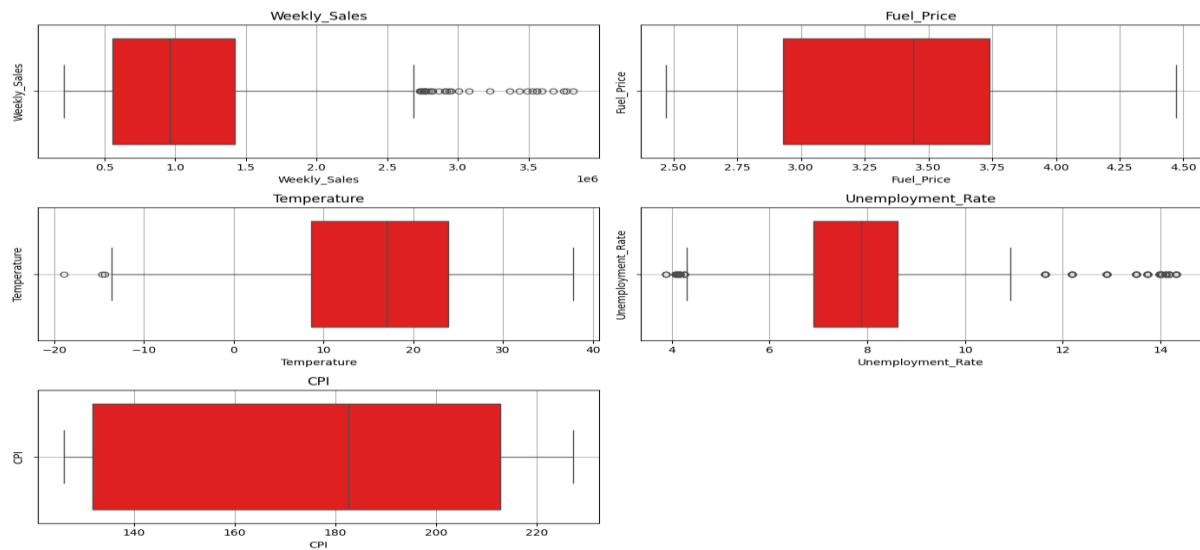 Weekly_Sales
Weekly_Sales
0.5 1.0 1.5 2.0 2.5 3.0 3.5
Weekly_Sales
1e6
Fuel_Price
Fuel_Price
2.50 2.75 3.00 3.25 3.50 3.75 4.00 4.25 4.50
Fuel_Price
Temperature
Temperature
−20 −10 0 10 20 30 40
Temperature
Unemployment_Rate
Unemployment_Rate
4 6 8 10 12 14
Unemployment_Rate
CPI
CPI
140 160 180 200 220
CPI